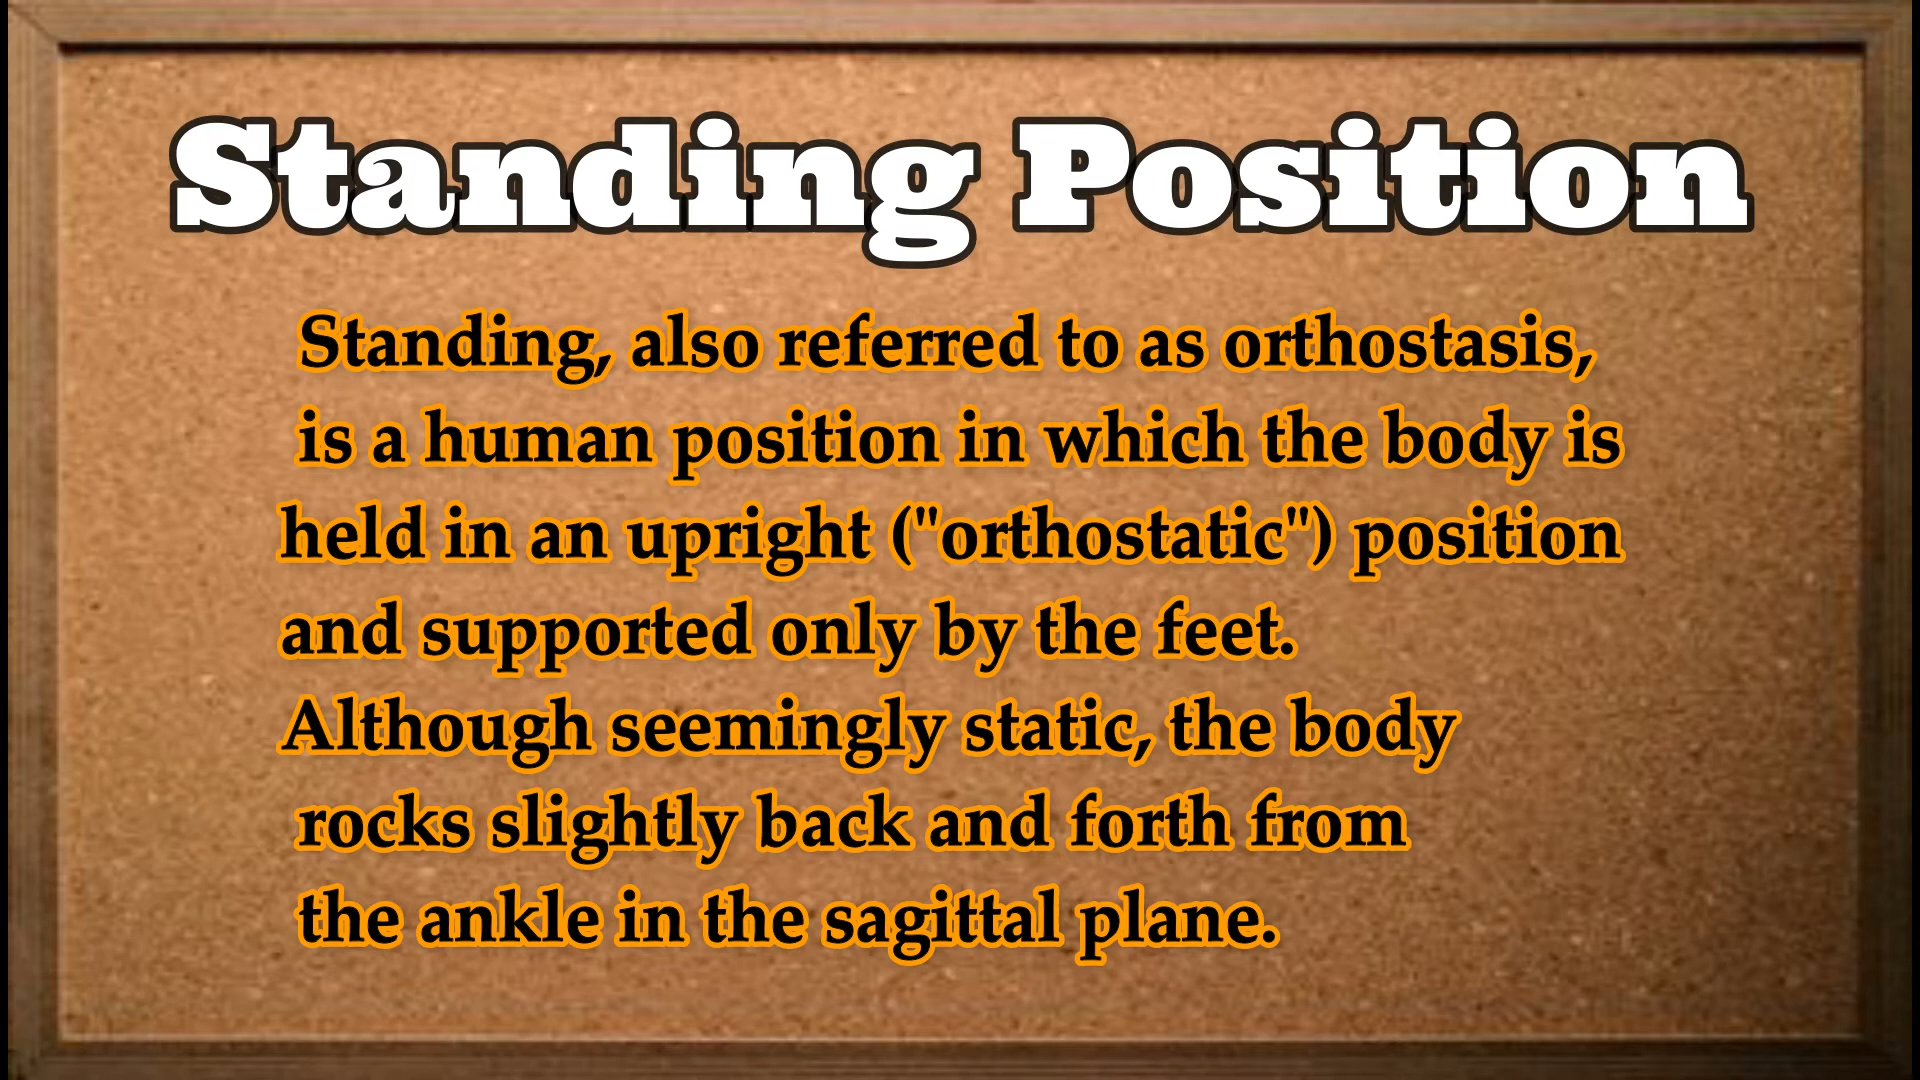 Standing Position
Standing, also referred to as orthostasis,
is a human position in which the body is
held in an upright ("orthostatic") position
and supported only by the feet.
Although seemingly static, the body
rocks slightly back and forth from
the ankle in the sagittal plane.